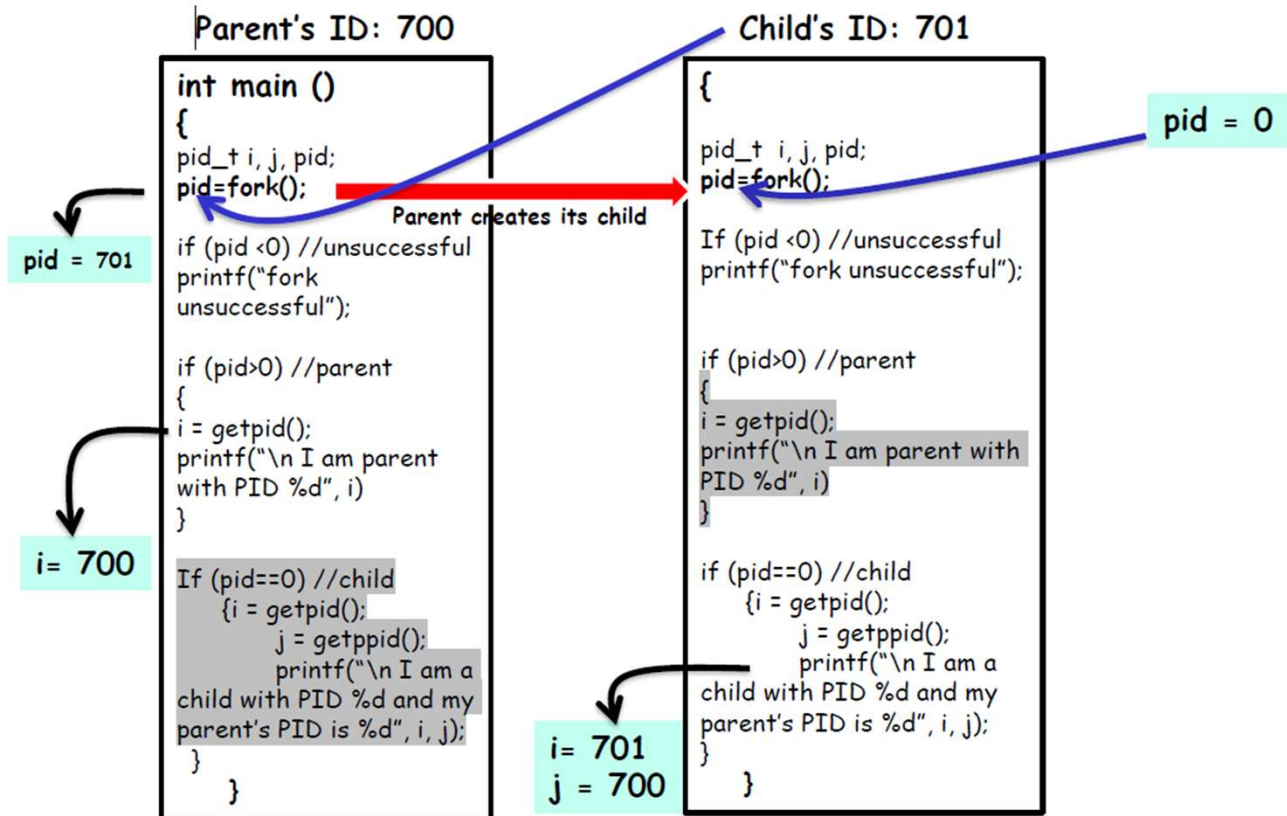 Parent's ID: 700
int main ()
{
pid_t i, j, pid;
pid=fork();
if (pid <0) //unsuccessful
printf("fork
unsuccessful");
if (pid>0) //parent
{
i = getpid();
printf("\n I am parent
with PID %d", i)
}
If (pid==0) //child
{i = getpid();
j = getppid();
printf("\n I am a
child with PID %d and my
parent's PID is %d", i, j);
}
}
pid = 701
i= 700
Parent creates its child
Child's ID: 701
{
pid_t i, j, pid;
pid=fork();
If (pid <0) //unsuccessful
printf("fork unsuccessful");
if (pid>0) //parent
{
i = getpid();
printf("\n I am parent with
PID %d", i)
}
if (pid==0) //child
{i = getpid();
j = getppid();
printf("\n I am a
child with PID %d and my
parent's PID is %d", i, j);
}
}
pid = 0
i= 701
j = 700